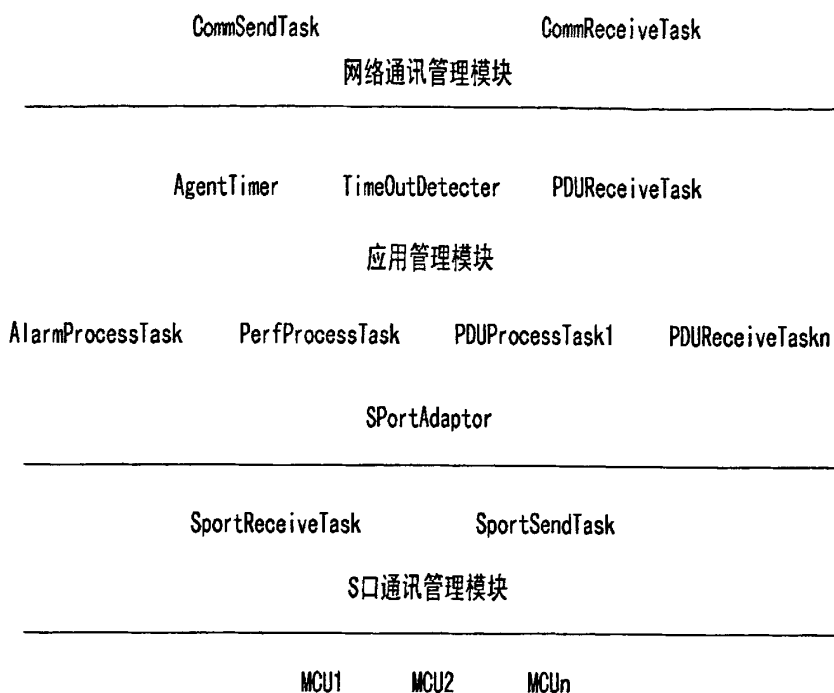 CommSendTask CommReceiveTask
网络通讯管理模块
AgentTimer TimeOutDetecter PDUReceiveTask
应用管理模块
AlarmProcessTask PerfProcessTask PDUProcessTask1 PDUReceiveTaskn
SPortAdaptor
SportReceiveTask SportSendTask
S口通讯管理模块
MCU1 MCU2 MCUn